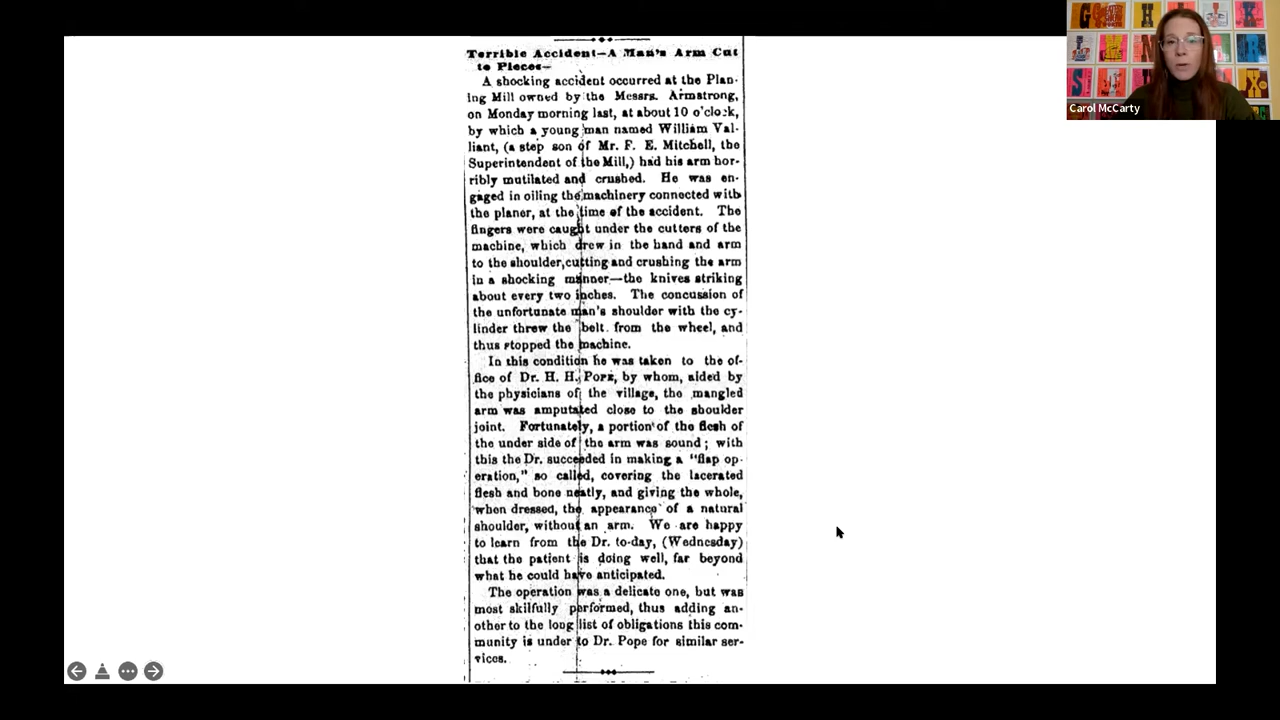 Terrible Accident—A Man's Arm Cut
to Pieces—
A shocking accident occurred at the Plan-
ing Mill owned by the Messrs. Armstrong,
on Monday morning last, at about 10 o'clock,
by which a young man named William Val-
liant, (a step son of Mr. F. E. Mitchell, the
Superintendent of the Mill,) had his arm hor-
ribly mutilated and crushed. He was en-
gaged in oiling the machinery connected with
the planer, at the time of the accident. The
fingers were caught under the cutters of the
machine, which drew in the hand and arm
to the shoulder, cutting and crushing the arm
in a shocking manner—the knives striking
about every two inches. The concussion of
the unfortunate man's shoulder with the cy-
linder threw the belt from the wheel, and
thus stopped the machine.
In this condition he was taken to the of-
fice of Dr. H. H. Pope, by whom, aided by
the physicians of the village, the mangled
arm was amputated close to the shoulder
joint. Fortunately, a portion of the flesh of
the under side of the arm was sound; with
this the Dr. succeeded in making a "flap op-
eration," so called, covering the lacerated
flesh and bone neatly, and giving the whole,
when dressed, the appearance of a natural
shoulder, without an arm. We are happy
to learn from the Dr. to-day, (Wednesday)
that the patient is doing well, far beyond
what he could have anticipated.
The operation was a delicate one, but was
most skilfully performed, thus adding an-
other to the long list of obligations this com-
munity is under to Dr. Pope for similar ser-
vices.
Carol McCarty